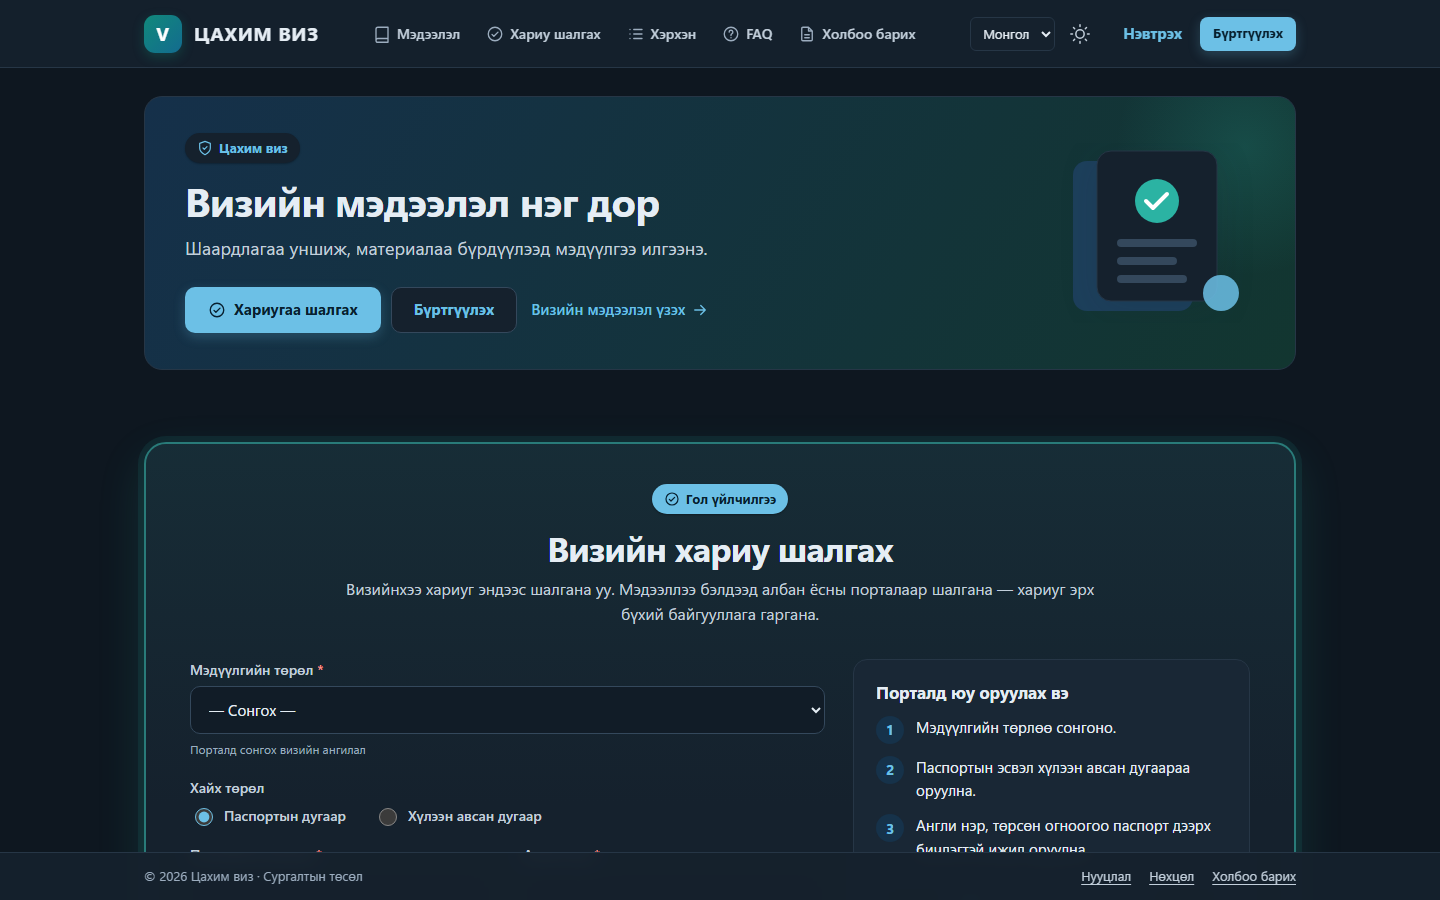 V ЦАХИМ ВИЗ
Мэдээлэл
Хариу шалгах
Хэрхэн
FAQ
Холбоо барих
Монгол
Нэвтрэх
Бүртгүүлэх
Цахим виз
Визийн мэдээлэл нэг дор
Шаардлагаа уншиж, материалаа бүрдүүлээд мэдүүлгээ илгээнэ.
Хариугаа шалгах
Бүртгүүлэх
Визийн мэдээлэл үзэх →
Гол үйлчилгээ
Визийн хариу шалгах
Визийнхээ хариуг эндээс шалгана уу. Мэдээллээ бэлдээд албан ёсны порталаар шалгана — хариуг эрх
бүхий байгууллага гаргана.
Мэдүүлгийн төрөл *
— Сонгох —
Порталд сонгох визийн ангилал
Хайх төрөл
Паспортын дугаар
Хүлээн авсан дугаар
Порталд юу оруулах вэ
1 Мэдүүлгийн төрлөө сонгоно.
2 Паспортын эсвэл хүлээн авсан дугаараа
оруулна.
3 Англи нэр, төрсөн огноогоо паспорт дээрх
бичлэгтэй ижил оруулна.
© 2026 Цахим виз · Сургалтын төсөл
Нууцлал
Нөхцөл
Холбоо барих